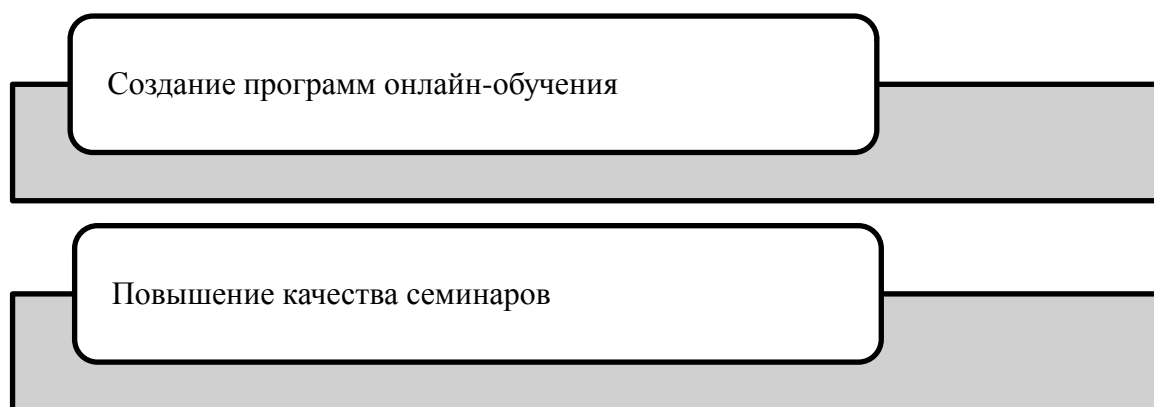 Создание программ онлайн-обучения
Повышение качества семинаров